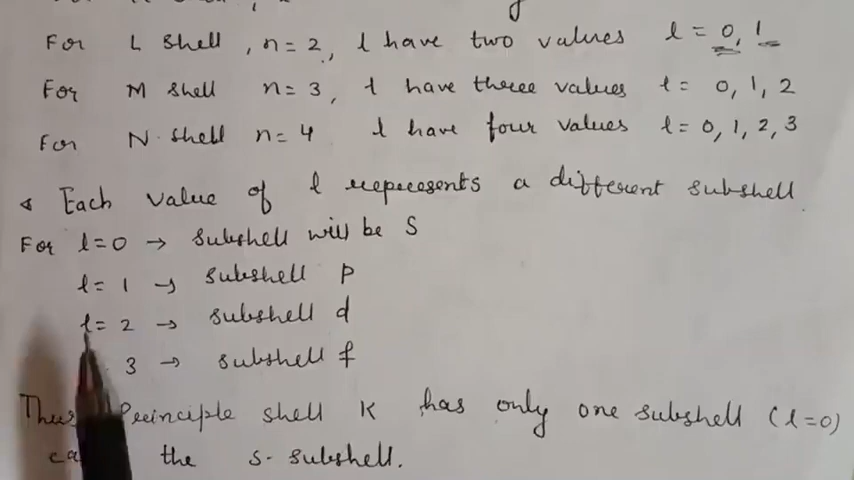 For L Shell, n=2, l have two values l = 0, 1
For M shell n=3, l have three values l = 0, 1, 2
For N shell n=4 l have four values l=0, 1, 2, 3
Each value of l represents a different subshell
For l=0 → subshell will be S
l = 1 → subshell p
l = 2 → subshell d
3 → subshell f
Principle shell K has only one subshell (l=0)
the s-subshell.